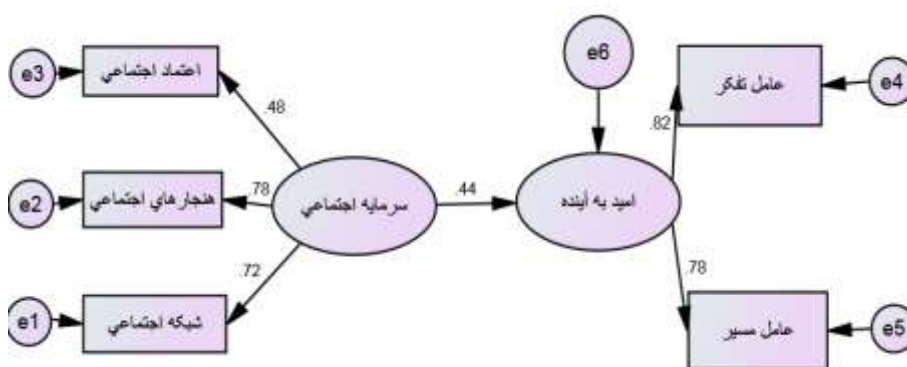 e3
اعتماد اجتماعي
.48
e6
عامل تفكر
e4
.82
e2
هنجارهاي اجتماعي
.78
سرمايه اجتماعي
.44
اميد به آينده
.72
.78
e1
شبكه اجتماعي
عامل مسير
e5